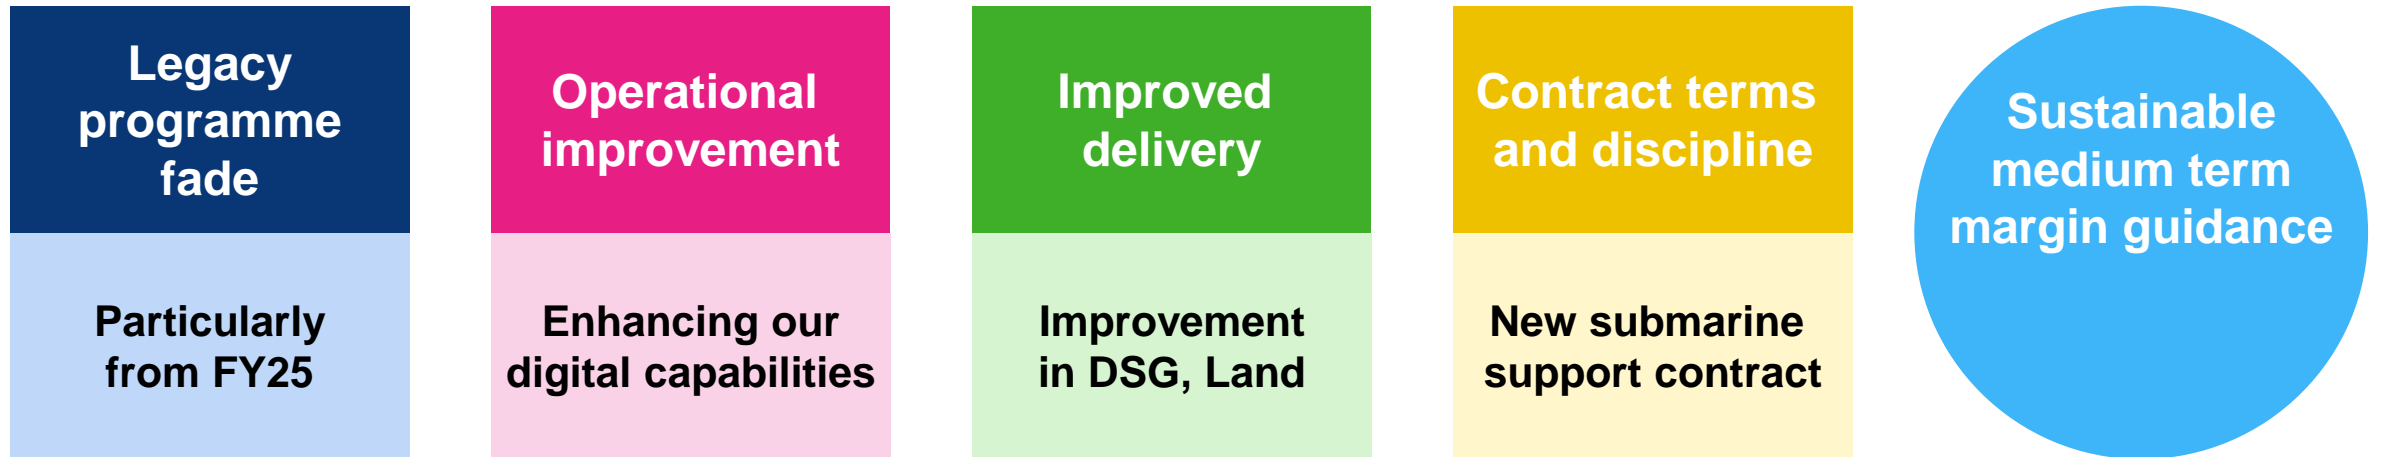 Legacy
programme
fade
Particularly
from FY25
Operational
improvement
Enhancing our
digital capabilities
Improved
delivery
Improvement
in DSG, Land
Contract terms
and discipline
New submarine
support contract
Sustainable
medium term
margin guidance